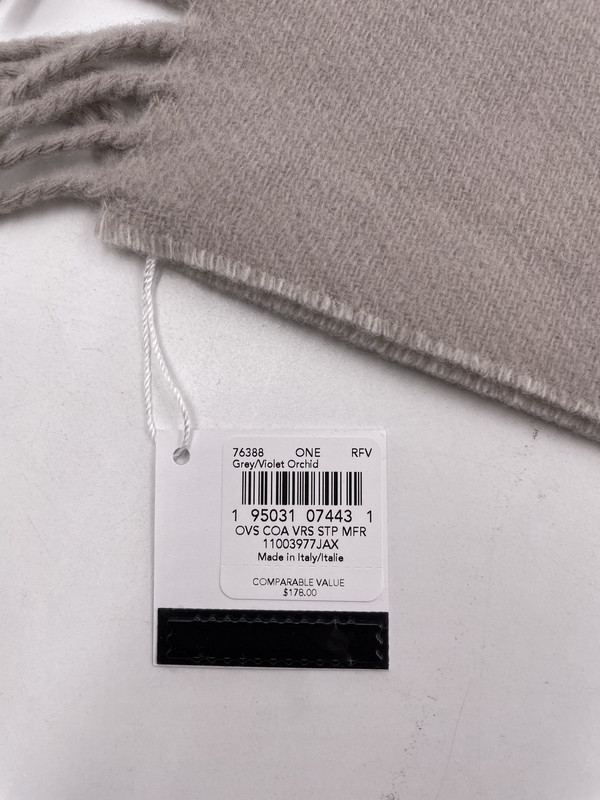 76388 ONE RFV
Grey/Violet Orchid
1 95031 07443 1
OVS COA VRS STP MFR
11003977JAX
Made in Italy/Italie
COMPARABLE VALUE
$178.00